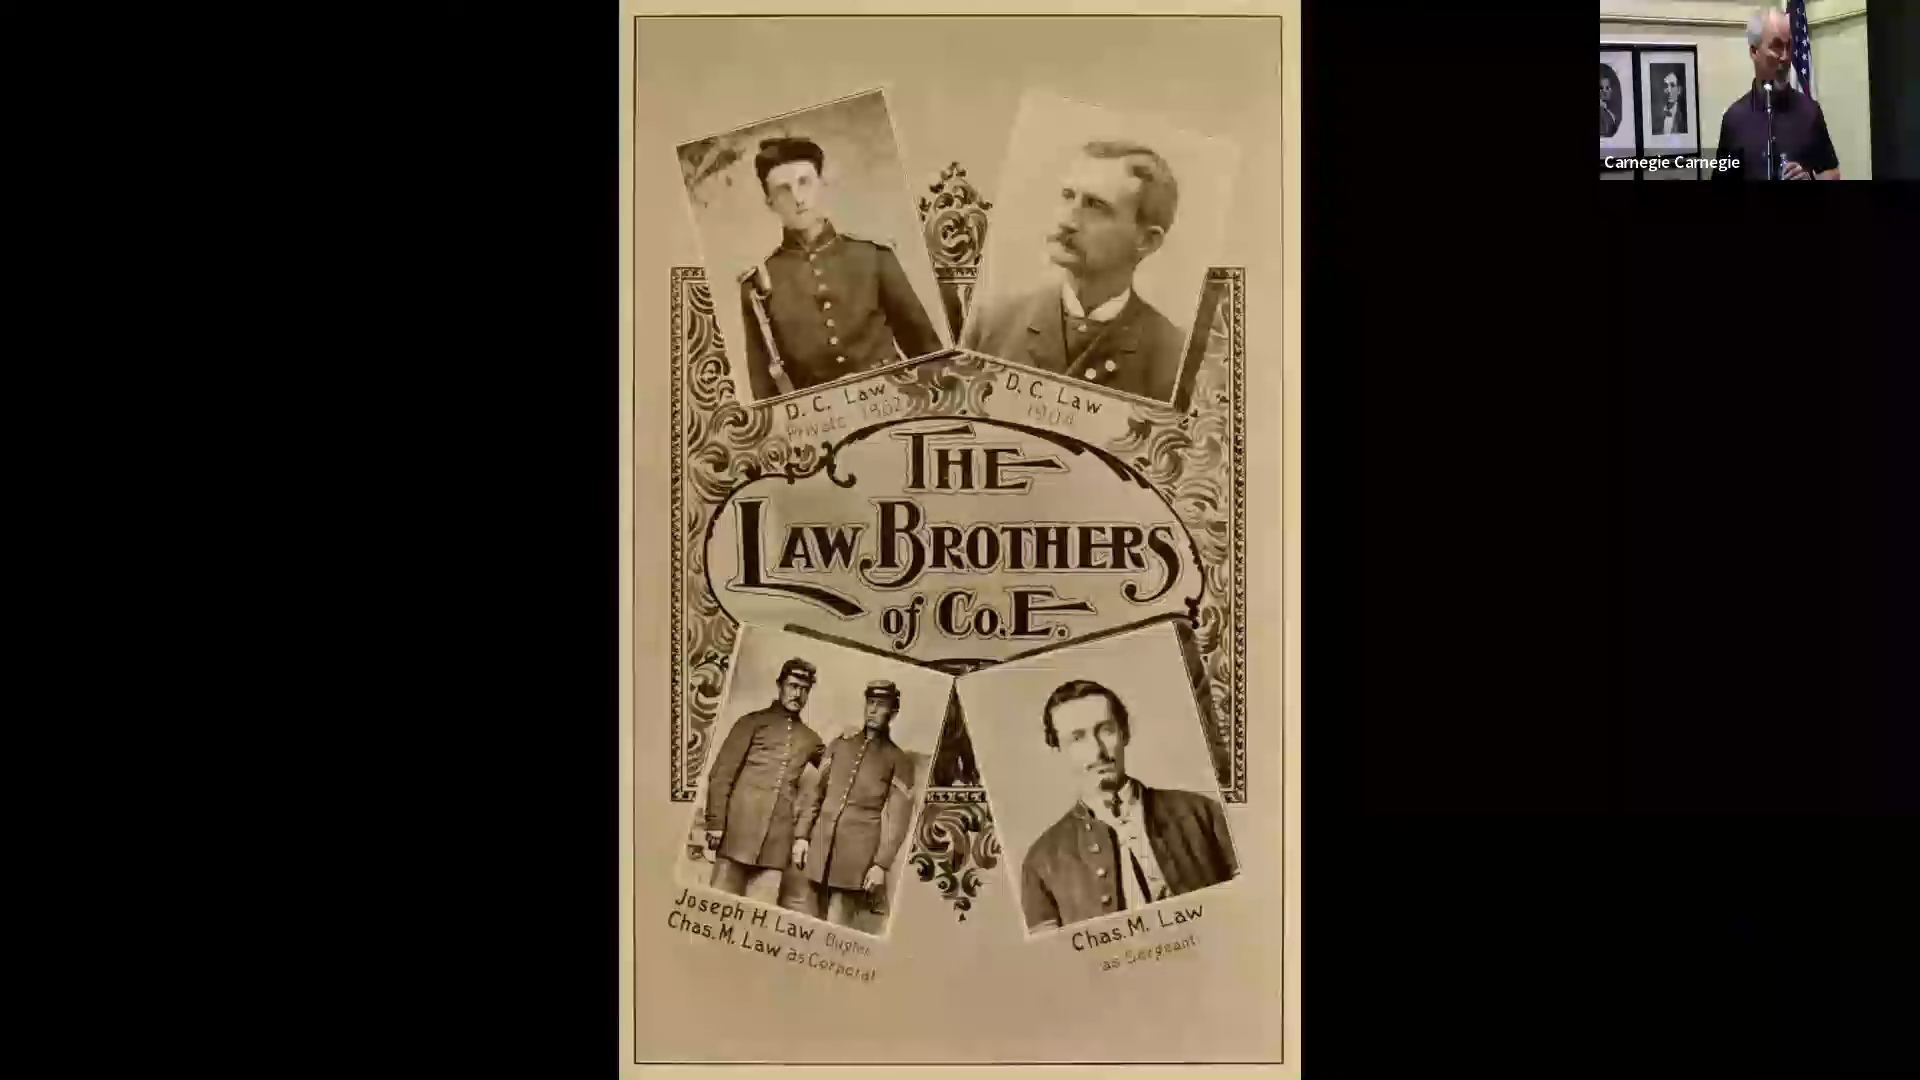 D. C. Law
Private 1862
D. C. Law
1904
THE
LAW BROTHERS
of Co. E.
Joseph H. Law Bugler
Chas. M. Law as Corporal
Chas. M. Law
as Sergeant
Carnegie Carnegie